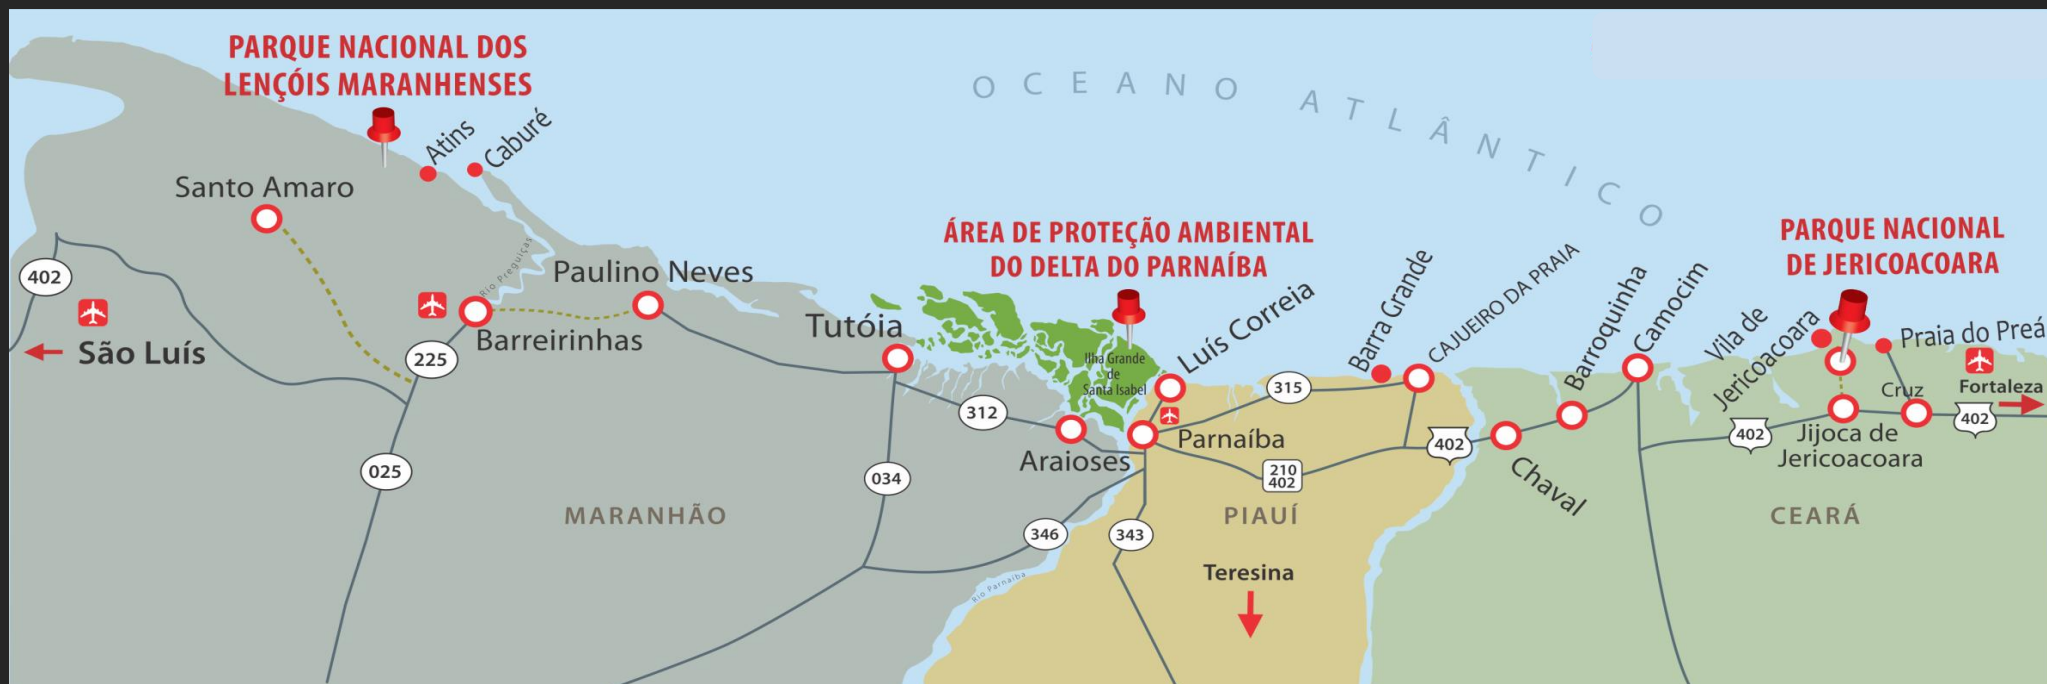 PARQUE NACIONAL DOS
LENÇÓIS MARANHENSES
OCEANO ATLÂNTICO
Atins
Caburé
Santo Amaro
402
São Luís
Rio Preguiças
Paulino Neves
Barreirinhas
225
025
MARANHÃO
Tutóia
312
034
346
Araioses
Rio Parnaíba
ÁREA DE PROTEÇÃO AMBIENTAL
DO DELTA DO PARNAÍBA
Ilha Grande
de
Santa Isabel
Luís Correia
Parnaíba
315
210
402
343
PIAUÍ
Teresina
Barra Grande
CAJUEIRO DA PRAIA
402
Chaval
Barroquinha
Camocim
PARQUE NACIONAL
DE JERICOACOARA
Vila de
Jericoacoara
Praia do Preá
Cruz
Fortaleza
402
402
Jijoca de
Jericoacoara
CEARÁ